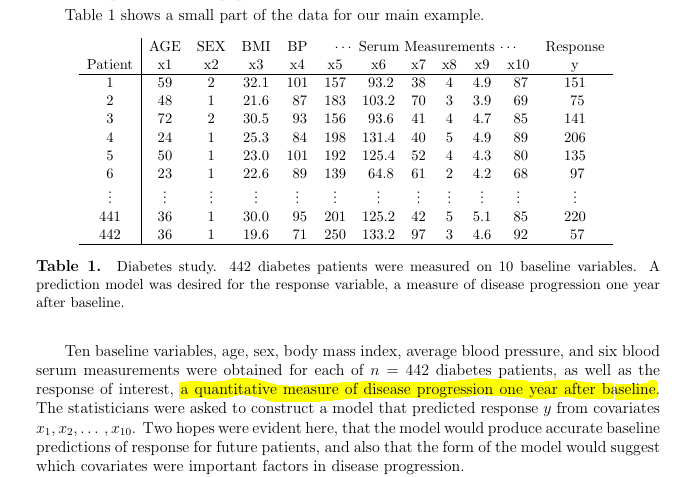 Table 1 shows a small part of the data for our main example.
AGE SEX BMI BP ··· Serum Measurements ··· Response
Patient x1 x2 x3 x4 x5 x6 x7 x8 x9 x10 y
1 59 2 32.1 101 157 93.2 38 4 4.9 87 151
2 48 1 21.6 87 183 103.2 70 3 3.9 69 75
3 72 2 30.5 93 156 93.6 41 4 4.7 85 141
4 24 1 25.3 84 198 131.4 40 5 4.9 89 206
5 50 1 23.0 101 192 125.4 52 4 4.3 80 135
6 23 1 22.6 89 139 64.8 61 2 4.2 68 97
⋮ ⋮ ⋮ ⋮ ⋮ ⋮ ⋮ ⋮ ⋮ ⋮ ⋮ ⋮
441 36 1 30.0 95 201 125.2 42 5 5.1 85 220
442 36 1 19.6 71 250 133.2 97 3 4.6 92 57
Table 1. Diabetes study. 442 diabetes patients were measured on 10 baseline variables. A
prediction model was desired for the response variable, a measure of disease progression one year
after baseline.
Ten baseline variables, age, sex, body mass index, average blood pressure, and six blood
serum measurements were obtained for each of n = 442 diabetes patients, as well as the
response of interest, a quantitative measure of disease progression one year after baseline.
The statisticians were asked to construct a model that predicted response y from covariates
x₁, x₂, . . . , x₁₀. Two hopes were evident here, that the model would produce accurate baseline
predictions of response for future patients, and also that the form of the model would suggest
which covariates were important factors in disease progression.